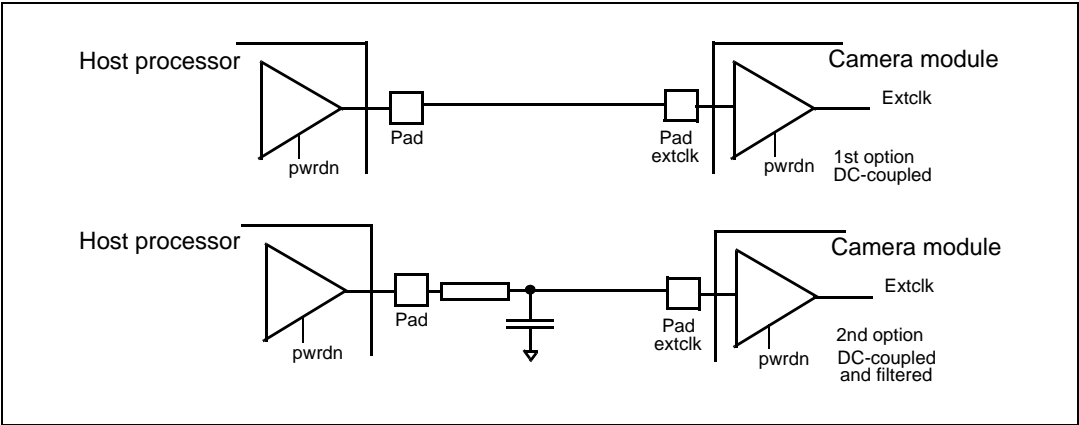 Host processor
Camera module
Extclk
Pad
Pad
extclk
pwrdn
pwrdn
1st option
DC-coupled
Host processor
Camera module
Extclk
Pad
Pad
extclk
pwrdn
pwrdn
2nd option
DC-coupled
and filtered